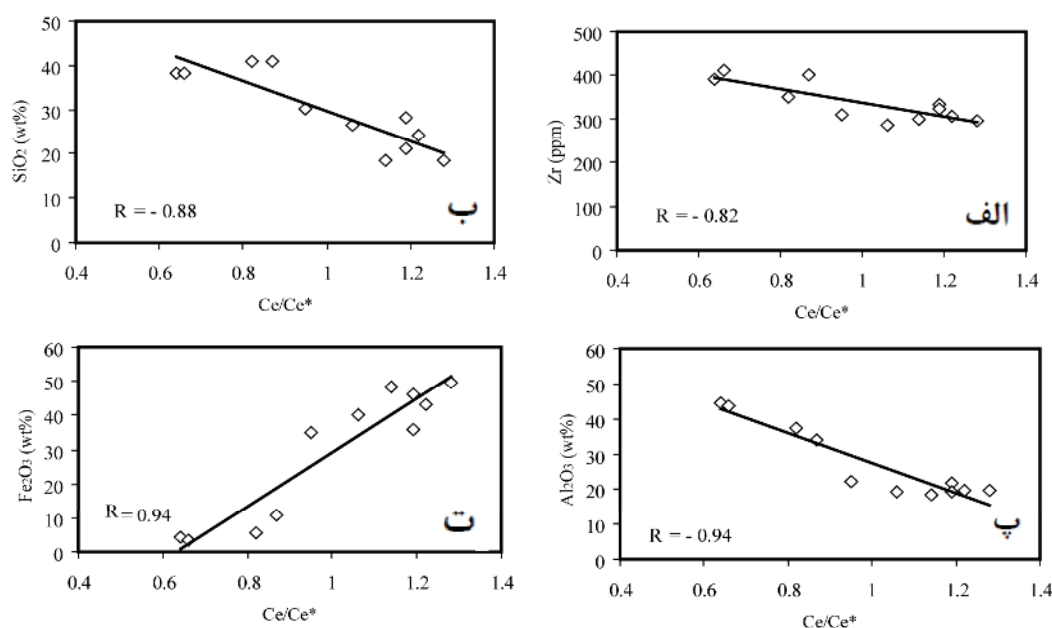 50
40
30
20
10
0
SiO₂ (wt%)
R = - 0.88
ب
0.4 0.6 0.8 1 1.2 1.4
Ce/Ce*
500
400
300
200
100
0
Zr (ppm)
R = - 0.82
الف
0.4 0.6 0.8 1 1.2 1.4
Ce/Ce*
60
50
40
30
20
10
0
Fe₂O₃ (wt%)
R = 0.94
ت
0.4 0.6 0.8 1 1.2 1.4
Ce/Ce*
60
50
40
30
20
10
0
Al₂O₃ (wt%)
R = - 0.94
پ
0.4 0.6 0.8 1 1.2 1.4
Ce/Ce*